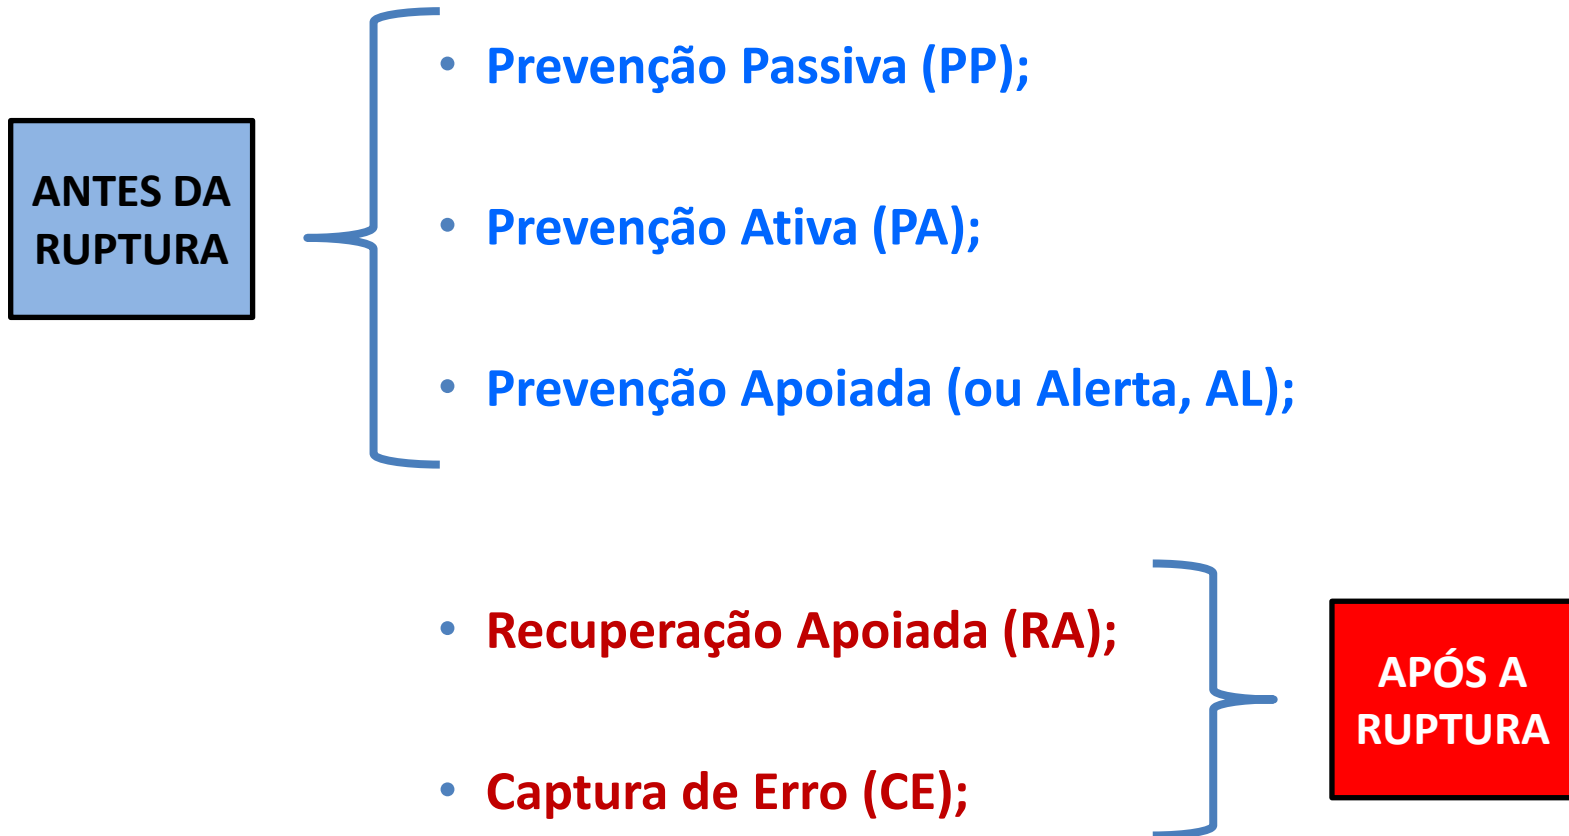 • Prevenção Passiva (PP);
ANTES DA
RUPTURA
• Prevenção Ativa (PA);
• Prevenção Apoiada (ou Alerta, AL);
• Recuperação Apoiada (RA);
APÓS A
RUPTURA
• Captura de Erro (CE);